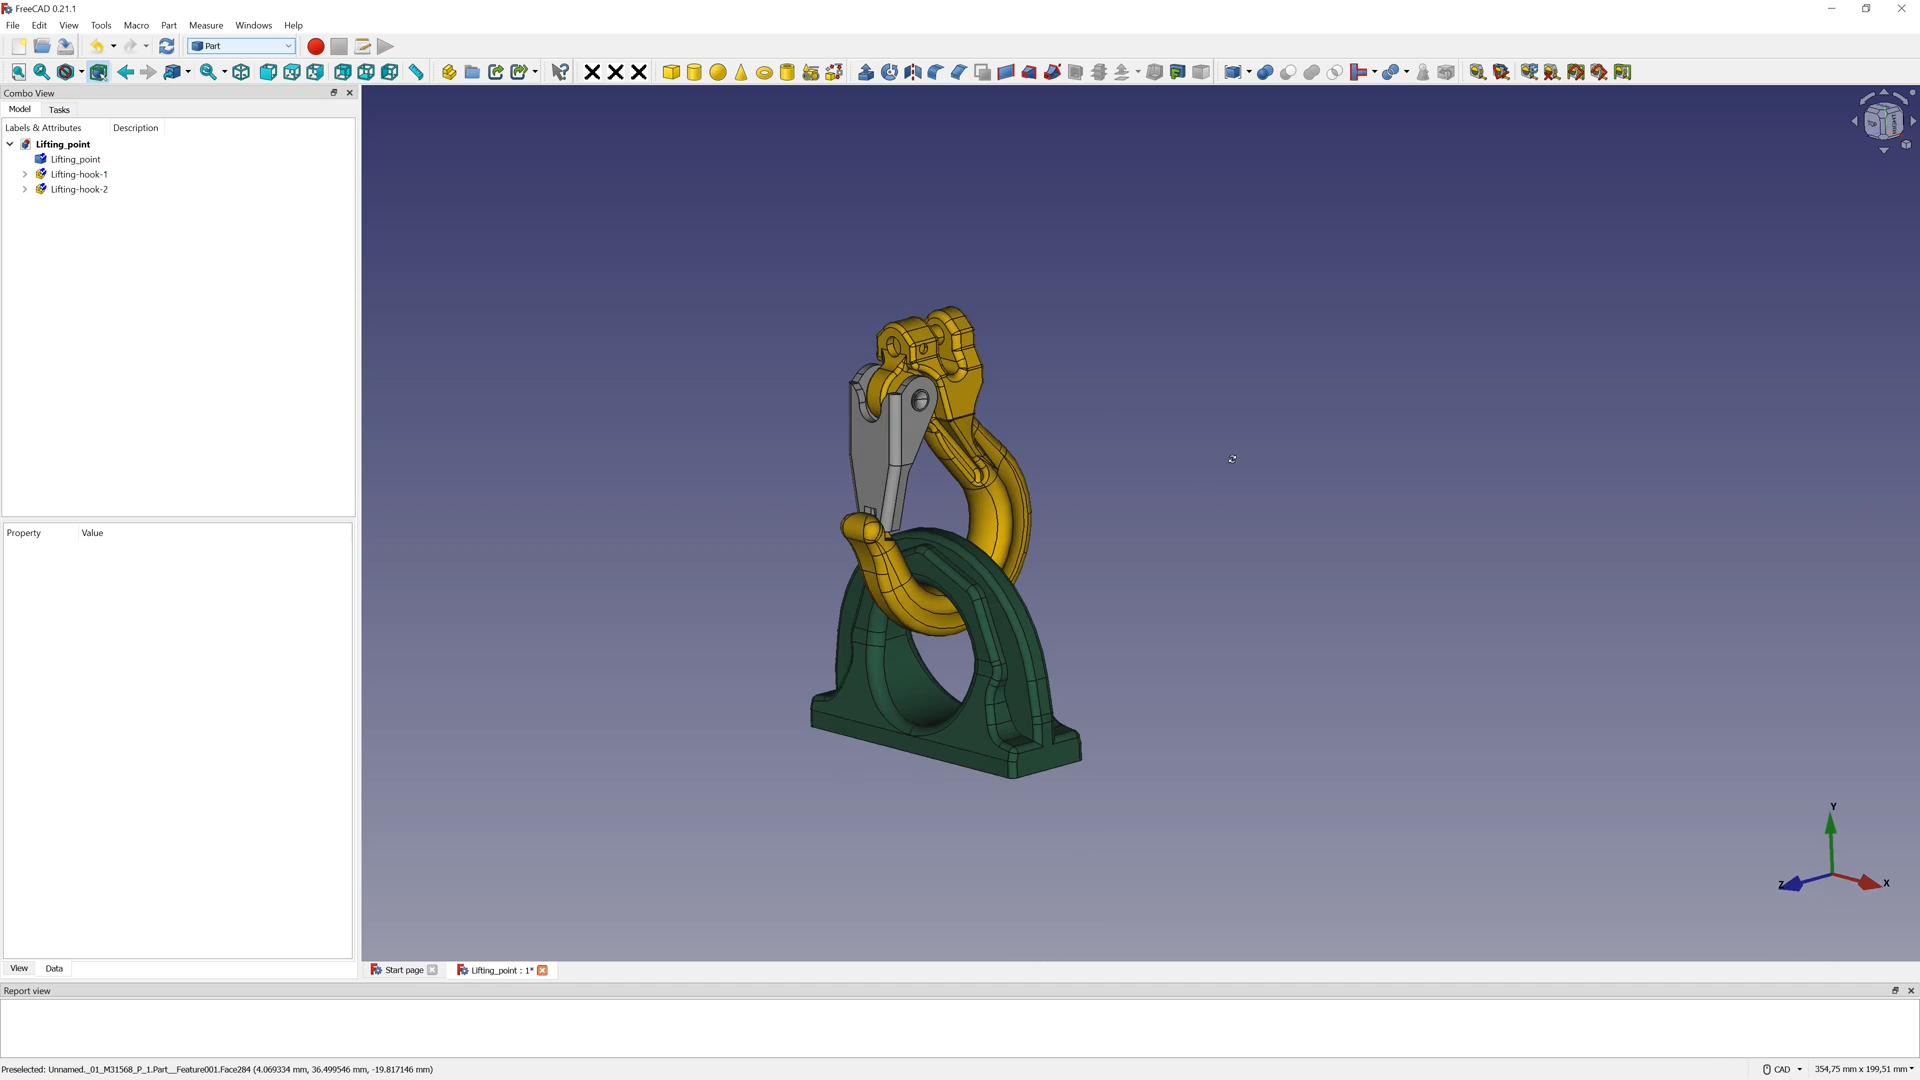 FreeCAD 0.21.1
File Edit View Tools Macro Part Measure Windows Help
Part
Combo View
Model Tasks
Labels & Attributes Description
Lifting_point
Lifting_point
Lifting-hook-1
Lifting-hook-2
Property Value
TOP
Y
Z X
View Data
Start page Lifting_point : 1*
Report view
Preselected: Unnamed._01_M31568_P_1.Part__Feature001.Face284 (4.069334 mm, 36.499546 mm, -19.817146 mm)
CAD 354,75 mm x 199,51 mm